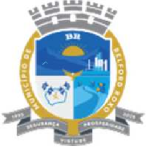 MUNICÍPIO DE
BELFORD ROXO
BR
SEGURANÇA
PROSPERIDADE
VIRTUDE